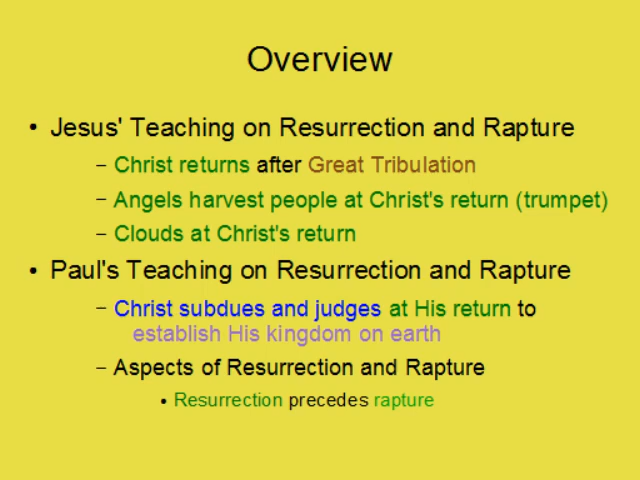 Overview
• Jesus' Teaching on Resurrection and Rapture
– Christ returns after Great Tribulation
– Angels harvest people at Christ's return (trumpet)
– Clouds at Christ's return
• Paul's Teaching on Resurrection and Rapture
– Christ subdues and judges at His return to
establish His kingdom on earth
– Aspects of Resurrection and Rapture
• Resurrection precedes rapture